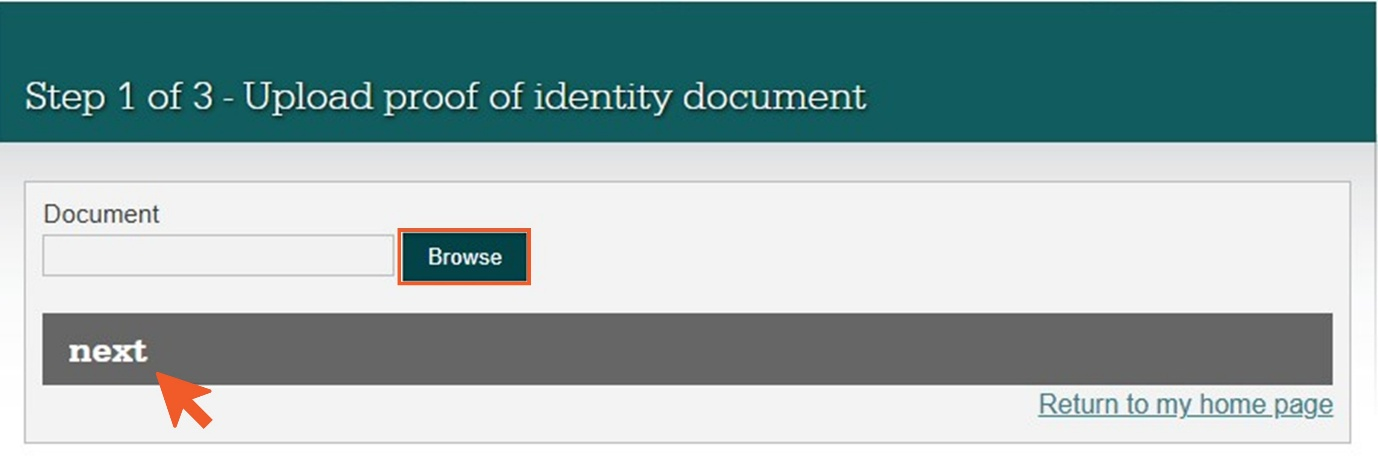 Step 1 of 3 - Upload proof of identity document
Document
Browse
next
Return to my home page